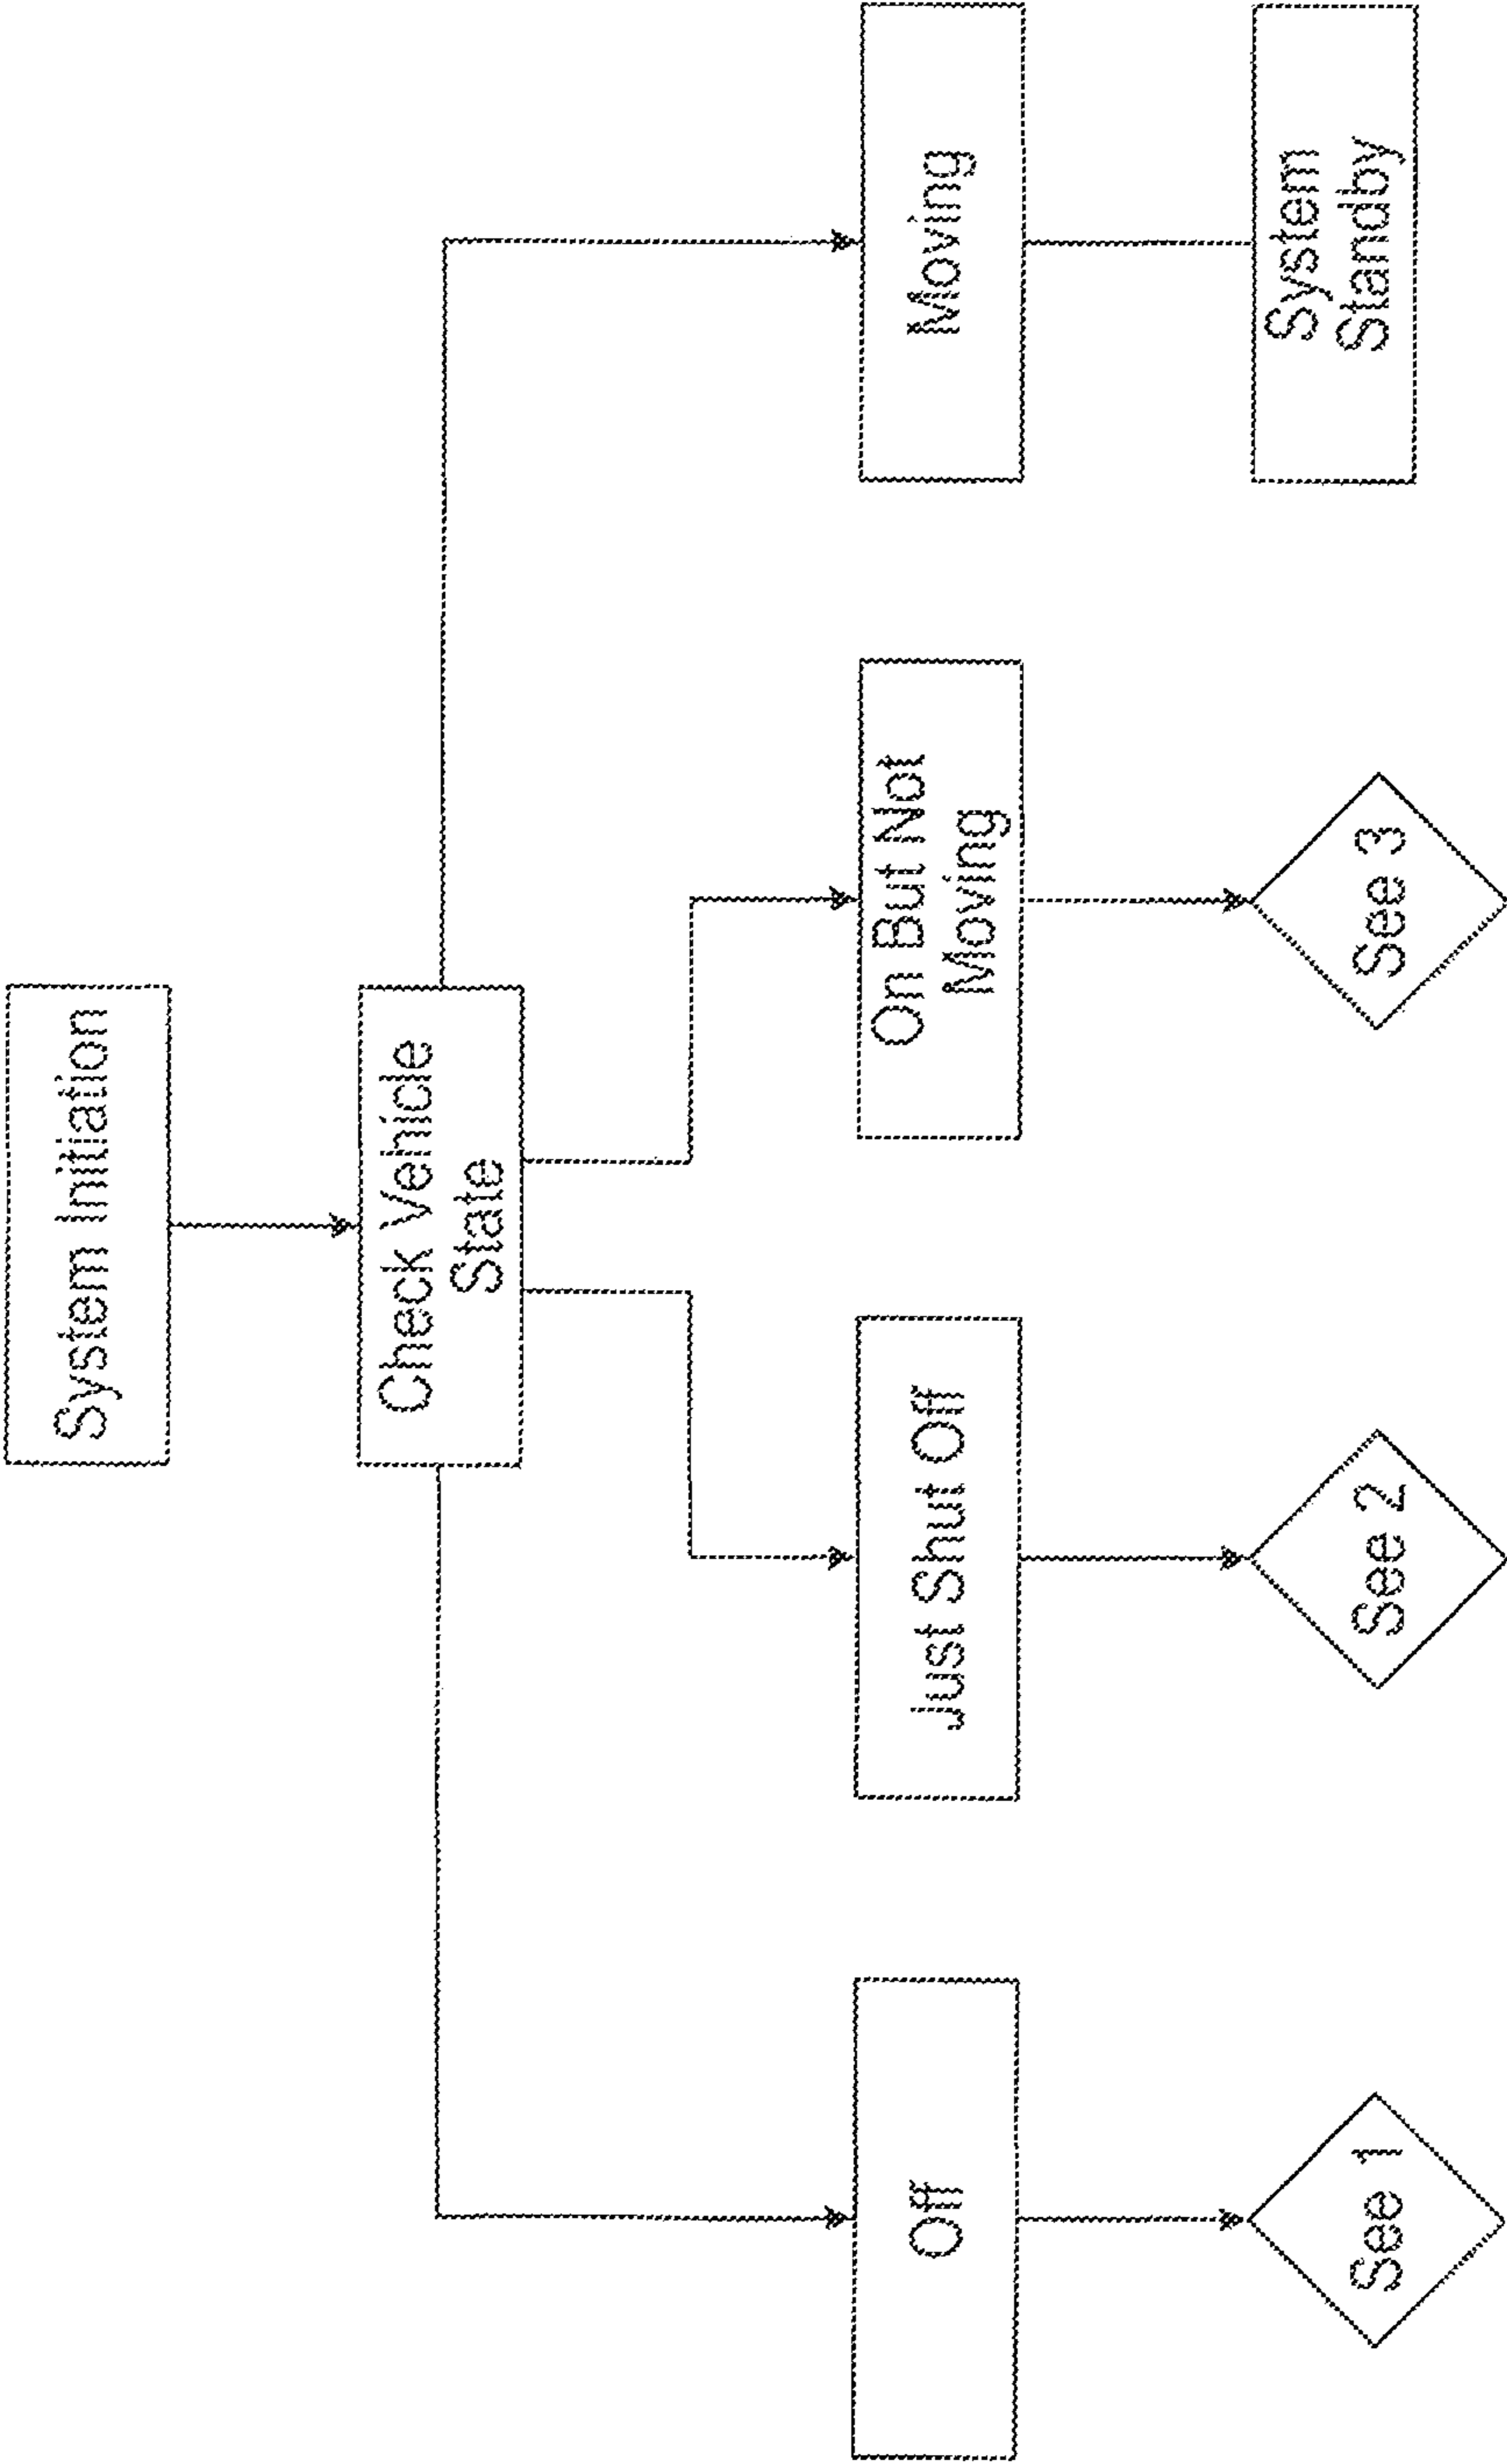 System Initiation
Check Vehicle
State
Off
Just Shut Off
On But Not
Moving
Moving
See 1
See 2
See 3
System
Standby